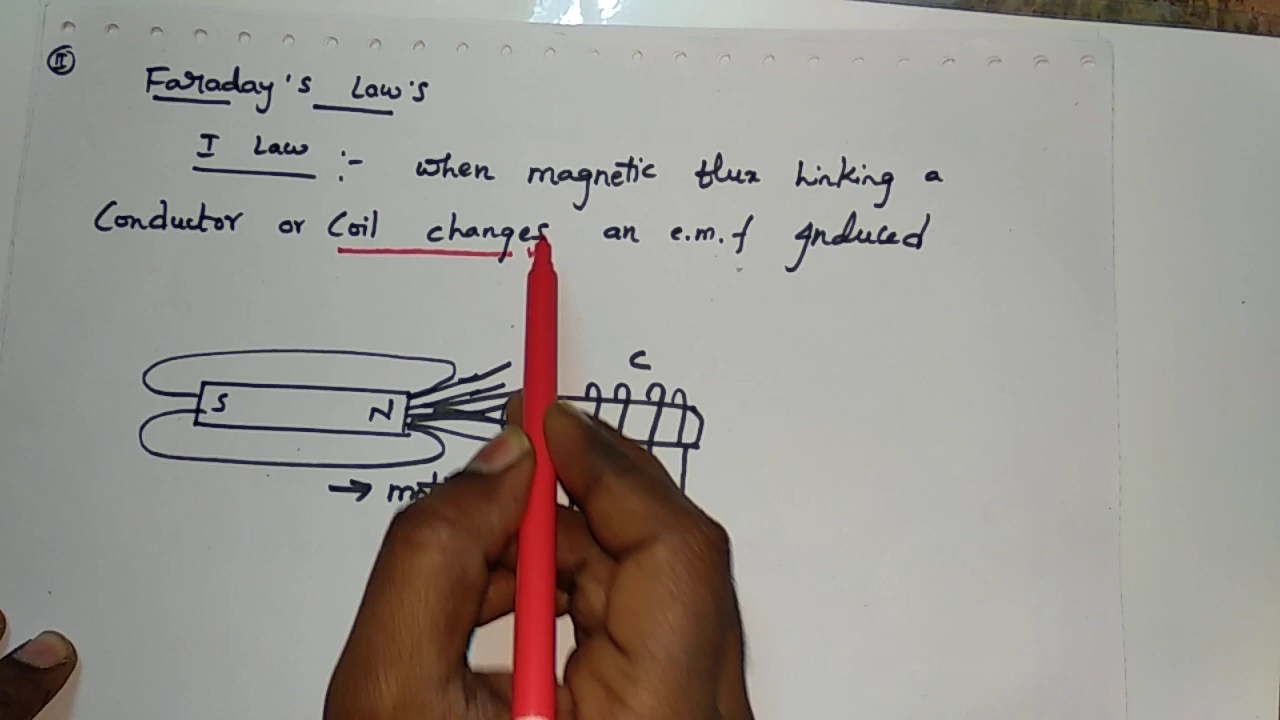 II
Faraday's Law's
I Law :- when magnetic flux linking a
Conductor or coil changes an e.m.f induced
C
S N
→